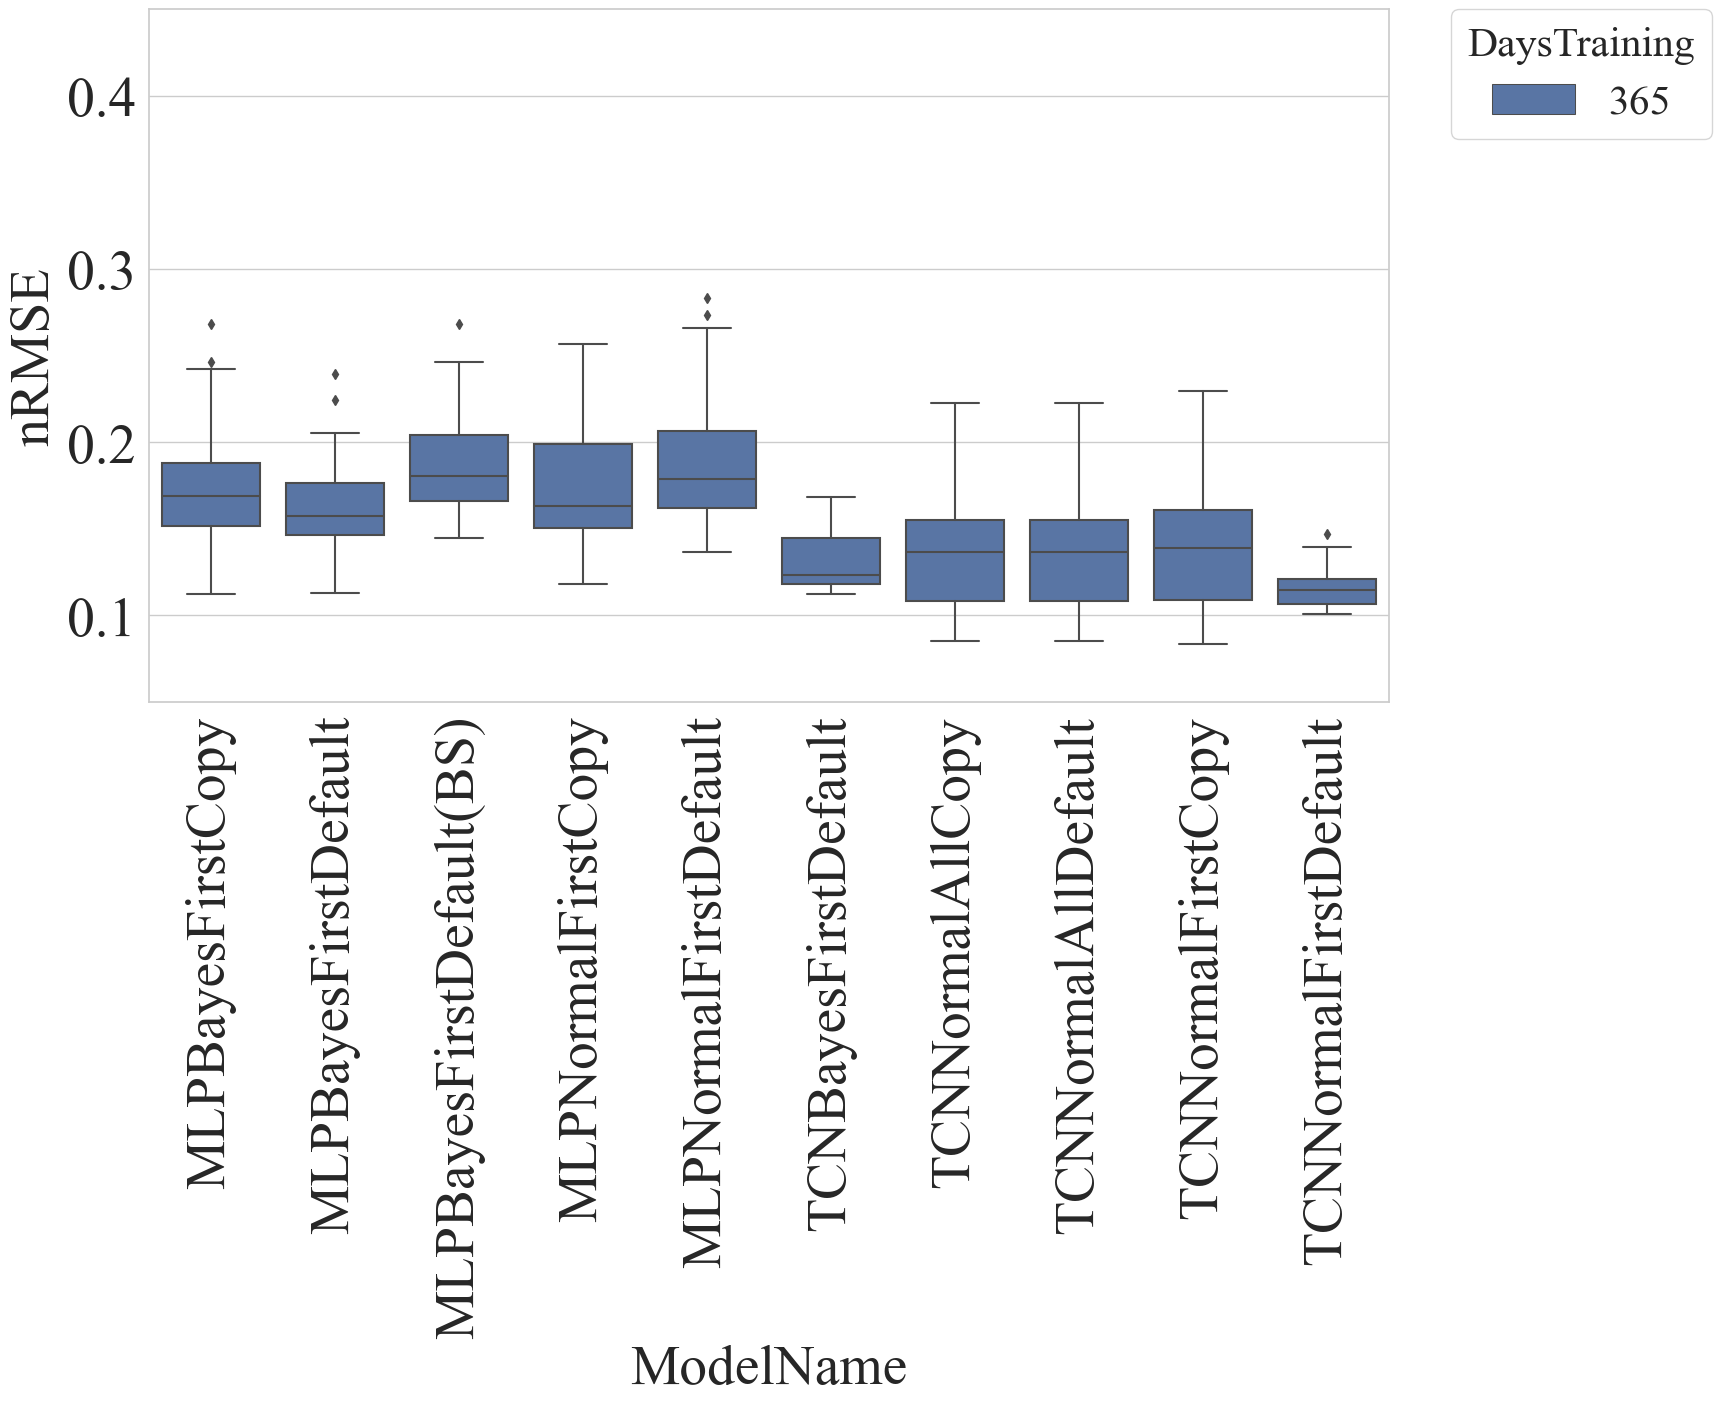 DaysTraining
365
nRMSE
0.4
0.3
0.2
0.1
MLPBayesFirstCopy
MLPBayesFirstDefault
MLPBayesFirstDefault(BS)
MLPNormalFirstCopy
MLPNormalFirstDefault
TCNBayesFirstDefault
TCNNormalAllCopy
TCNNormalAllDefault
TCNNormalFirstCopy
TCNNormalFirstDefault
ModelName